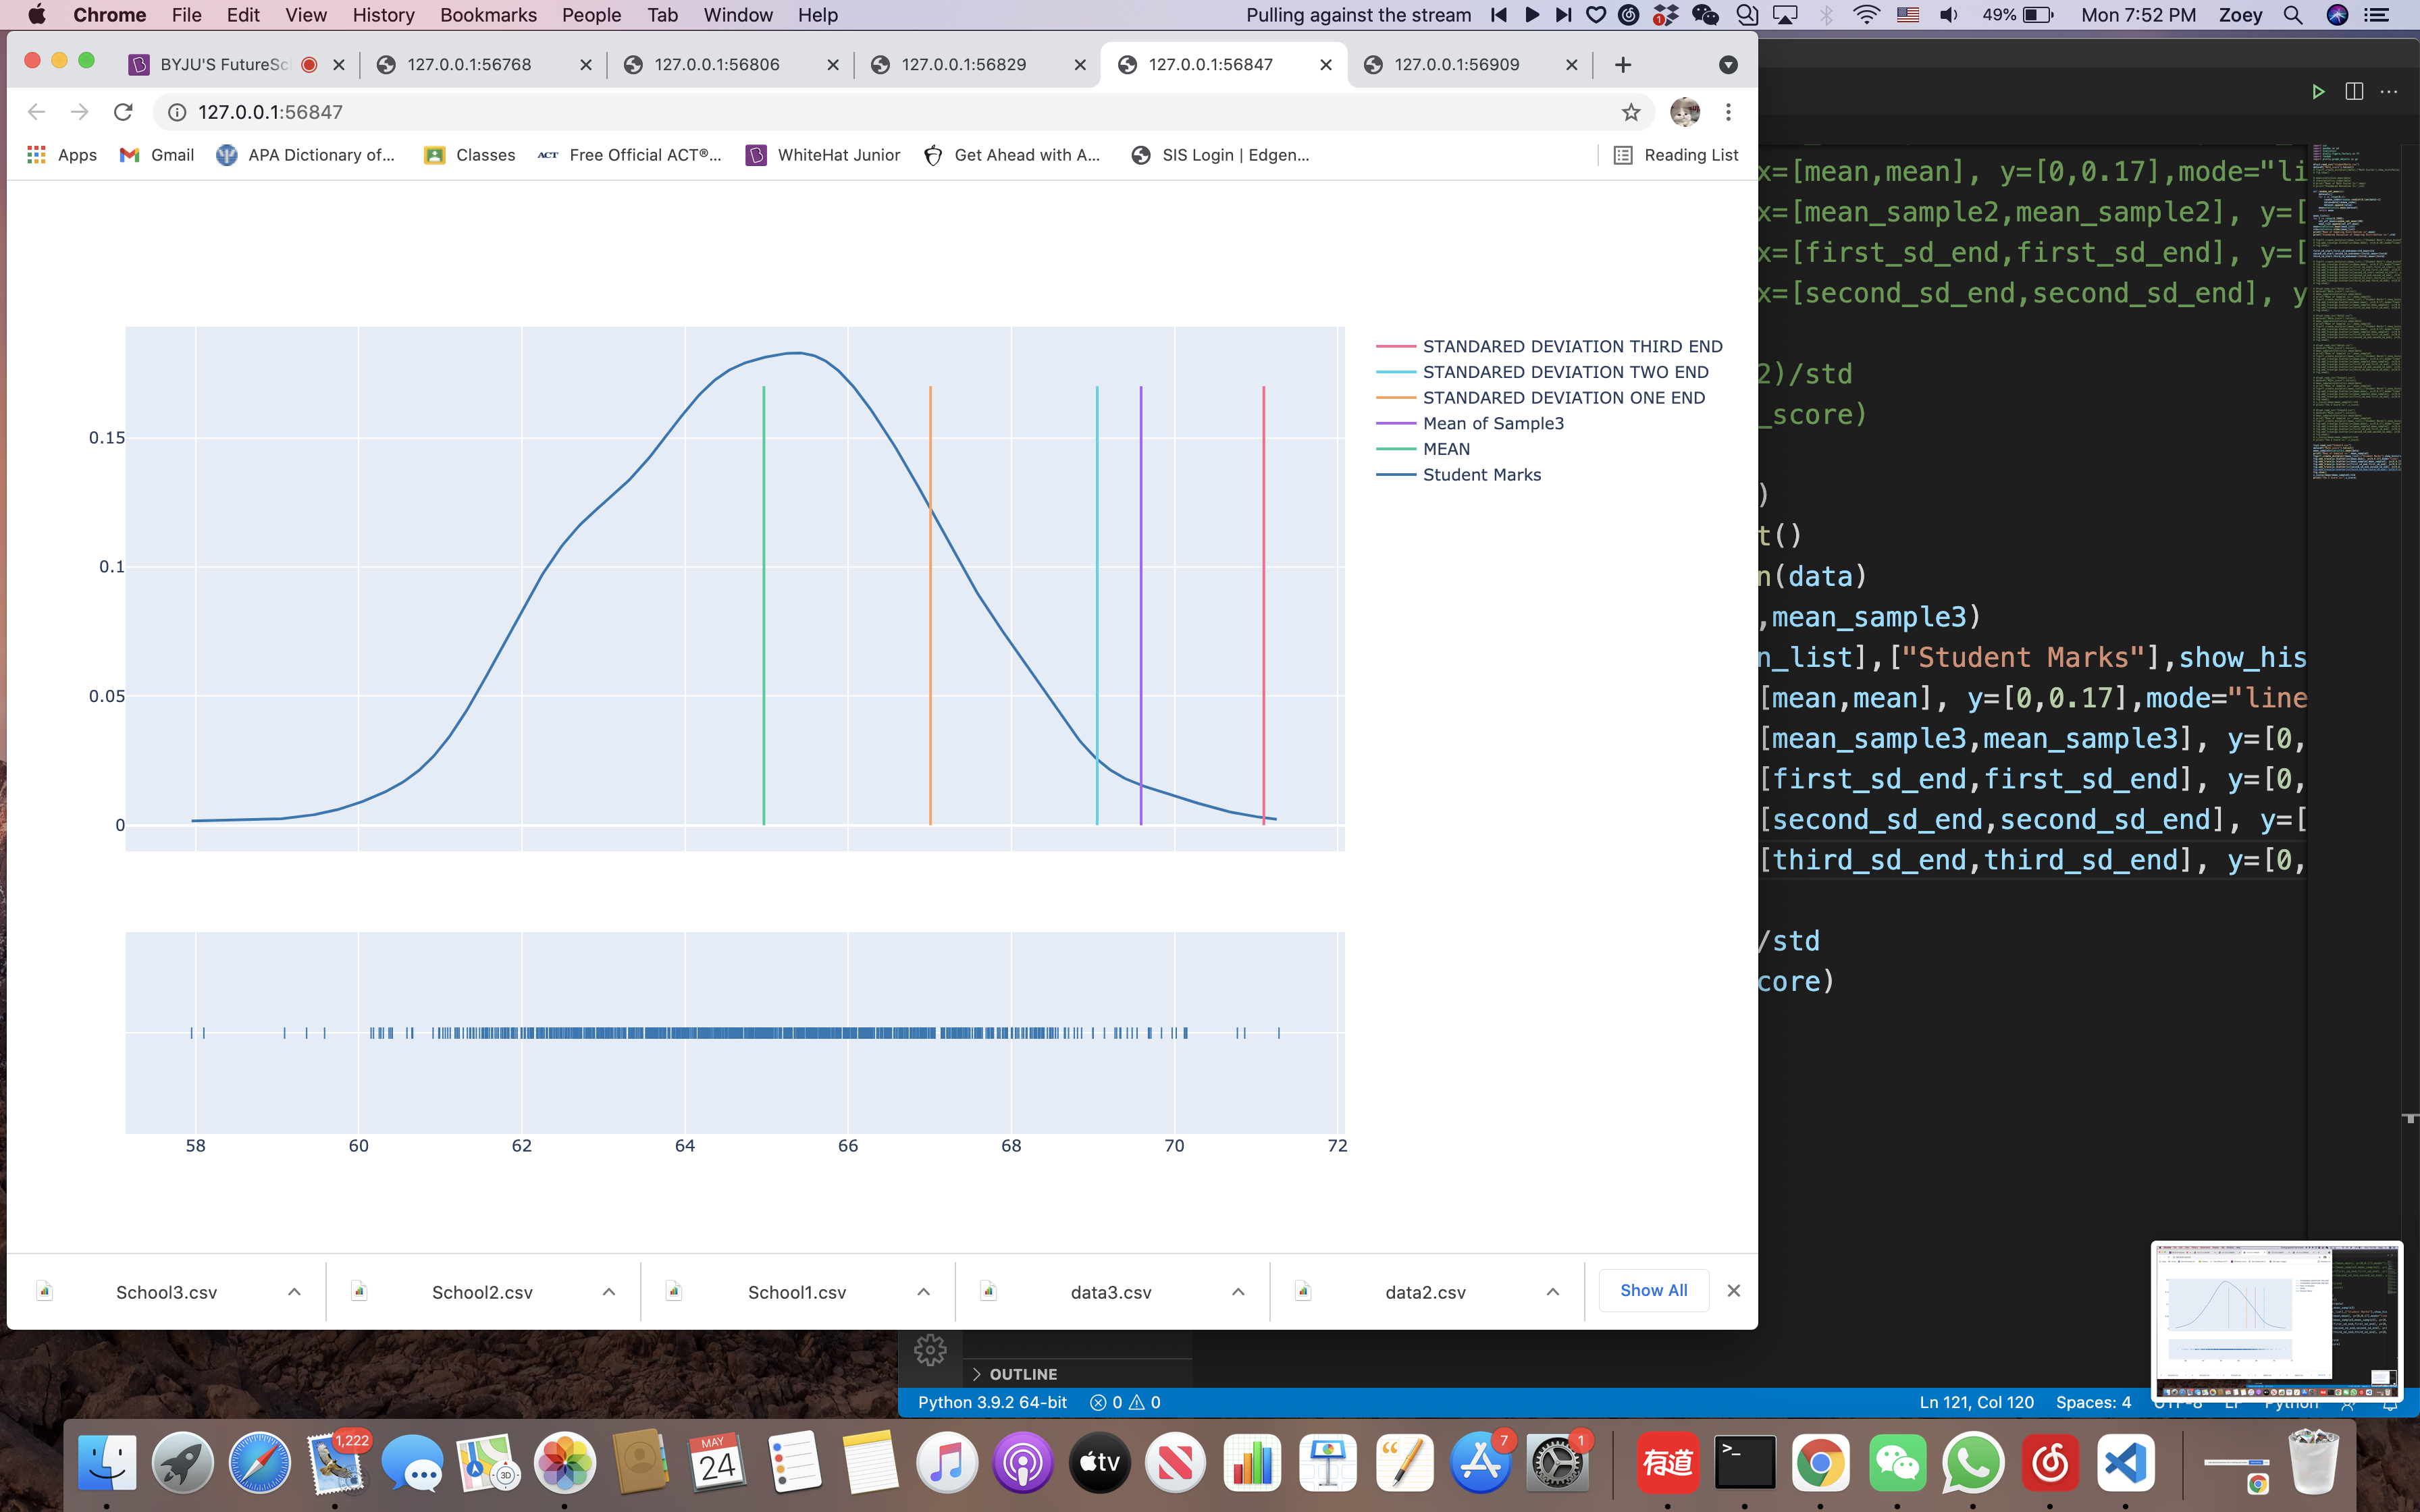 Chrome File Edit View History Bookmarks People Tab Window Help Pulling against the stream 1 49% Mon 7:52 PM Zoey
BYJU'S FutureSc 127.0.0.1:56768 127.0.0.1:56806 127.0.0.1:56829 127.0.0.1:56847 127.0.0.1:56909
127.0.0.1:56847
Apps Gmail APA Dictionary of... Classes ACT Free Official ACT®... WhiteHat Junior Get Ahead with A... SIS Login | Edgen... Reading List
STANDARED DEVIATION THIRD END
STANDARED DEVIATION TWO END
STANDARED DEVIATION ONE END
Mean of Sample3
MEAN
Student Marks
0.15
0.1
0.05
0
58 60 62 64 66 68 70 72
x=[mean,mean], y=[0,0.17],mode="li
x=[mean_sample2,mean_sample2], y=[
x=[first_sd_end,first_sd_end], y=[
x=[second_sd_end,second_sd_end], y
2)/std
_score)
)
t()
n(data)
,mean_sample3)
n_list],["Student Marks"],show_his
[mean,mean], y=[0,0.17],mode="line
[mean_sample3,mean_sample3], y=[0,
[first_sd_end,first_sd_end], y=[0,
[second_sd_end,second_sd_end], y=[
[third_sd_end,third_sd_end], y=[0,
/std
core)
School3.csv School2.csv School1.csv data3.csv data2.csv Show All
OUTLINE
Python 3.9.2 64-bit 0 0 Ln 121, Col 120 Spaces: 4 UTF-8 LF Python
1,222 3D MAY 24 tv 7 1 有道 >_